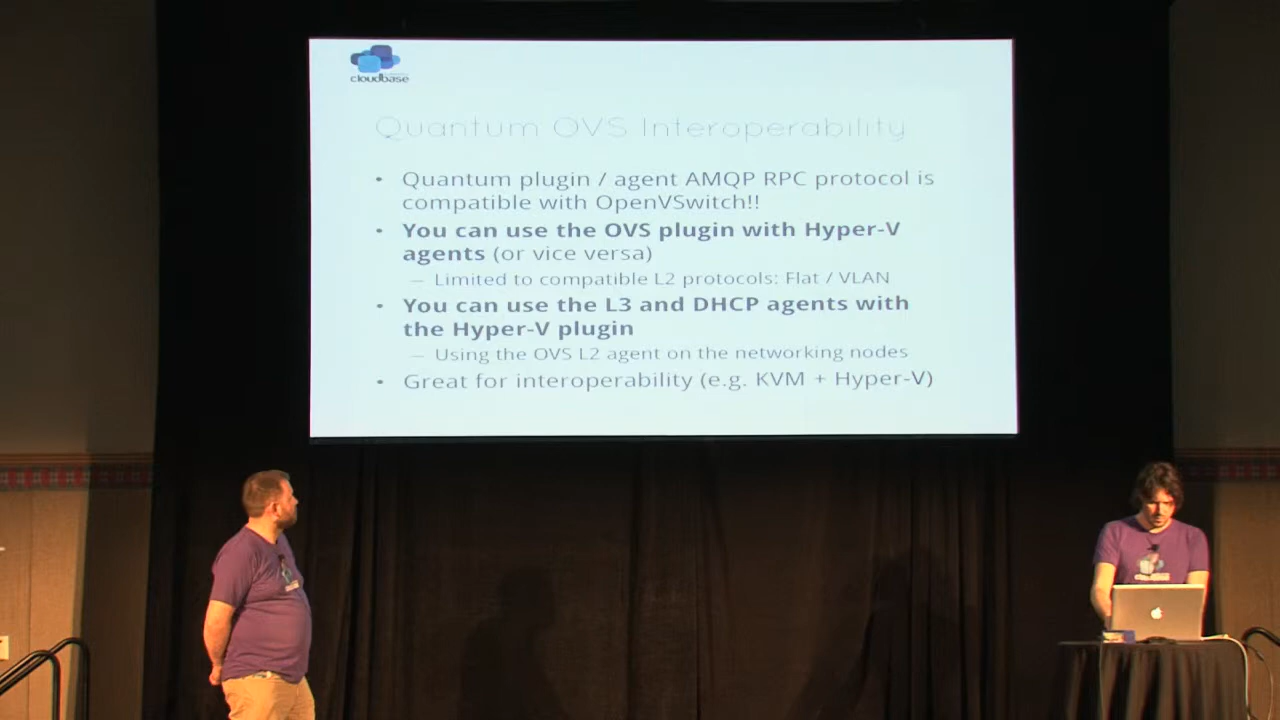 cloudbase
Quantum OVS Interoperability
• Quantum plugin / agent AMQP RPC protocol is
compatible with OpenVSwitch!!
• You can use the OVS plugin with Hyper-V
agents (or vice versa)
– Limited to compatible L2 protocols: Flat / VLAN
• You can use the L3 and DHCP agents with
the Hyper-V plugin
– Using the OVS L2 agent on the networking nodes
• Great for interoperability (e.g. KVM + Hyper-V)